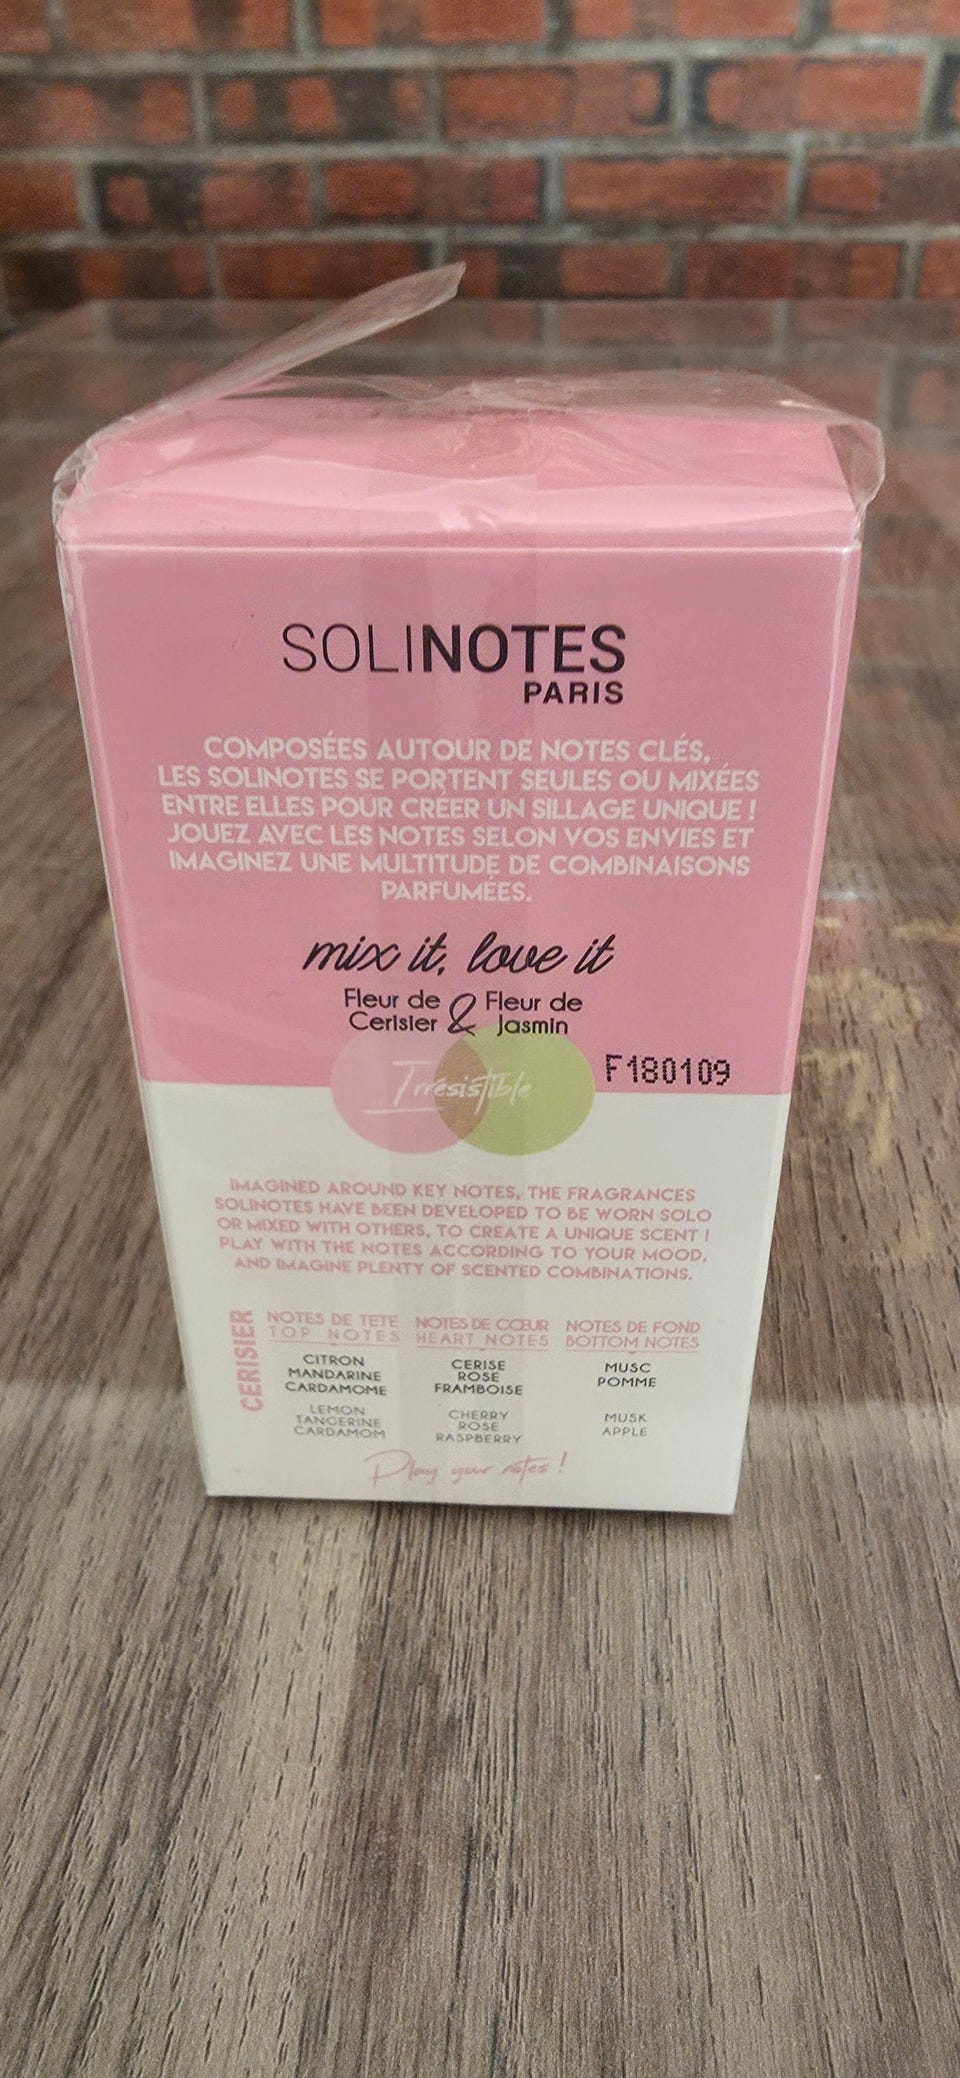 SOLINOTES
PARIS
COMPOSÉES AUTOUR DE NOTES CLÉS,
LES SOLINOTES SE PORTENT SEULES OU MIXÉES
ENTRE ELLES POUR CRÉER UN SILLAGE UNIQUE !
JOUEZ AVEC LES NOTES SELON VOS ENVIES ET
IMAGINEZ UNE MULTITUDE DE COMBINAISONS
PARFUMÉES.
mix it, love it
Fleur de Cerisier & Fleur de Jasmin
Irrésistible
F180109
IMAGINED AROUND KEY NOTES, THE FRAGRANCES
SOLINOTES HAVE BEEN DEVELOPED TO BE WORN SOLO
OR MIXED WITH OTHERS, TO CREATE A UNIQUE SCENT !
PLAY WITH THE NOTES ACCORDING TO YOUR MOOD,
AND IMAGINE PLENTY OF SCENTED COMBINATIONS.
CERISIER
NOTES DE TETE
TOP NOTES
CITRON
MANDARINE
CARDAMOME
LEMON
TANGERINE
CARDAMOM
NOTES DE CŒUR
HEART NOTES
CERISE
ROSE
FRAMBOISE
CHERRY
ROSE
RASPBERRY
NOTES DE FOND
BOTTOM NOTES
MUSC
POMME
MUSK
APPLE
Play your notes !